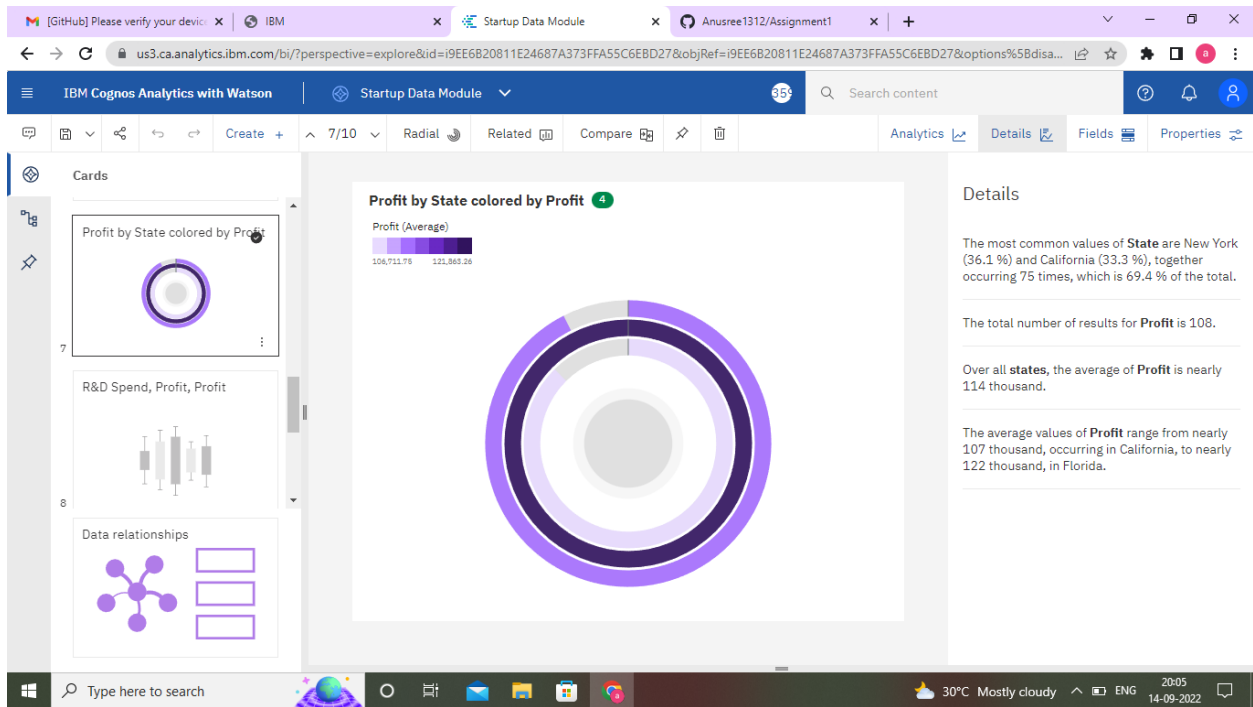 [GitHub] Please verify your devic
IBM
Startup Data Module
Anusree1312/Assignment1
us3.ca.analytics.ibm.com/bi/?perspective=explore&id=i9EE6B20811E24687A373FFA55C6EBD27&objRef=i9EE6B20811E24687A373FFA55C6EBD27&options%5Bdisa...
a
IBM Cognos Analytics with Watson
Startup Data Module
359
Search content
Create +
7/10
Radial
Related
Compare
Analytics
Details
Fields
Properties
Cards
Profit by State colored by Profit
7
R&D Spend, Profit, Profit
8
Data relationships
Profit by State colored by Profit 4
Profit (Average)
106,711.75 121,863.26
Details
The most common values of State are New York
(36.1 %) and California (33.3 %), together
occurring 75 times, which is 69.4 % of the total.
The total number of results for Profit is 108.
Over all states, the average of Profit is nearly
114 thousand.
The average values of Profit range from nearly
107 thousand, occurring in California, to nearly
122 thousand, in Florida.
Type here to search
a
30°C Mostly cloudy
ENG
20:05
14-09-2022